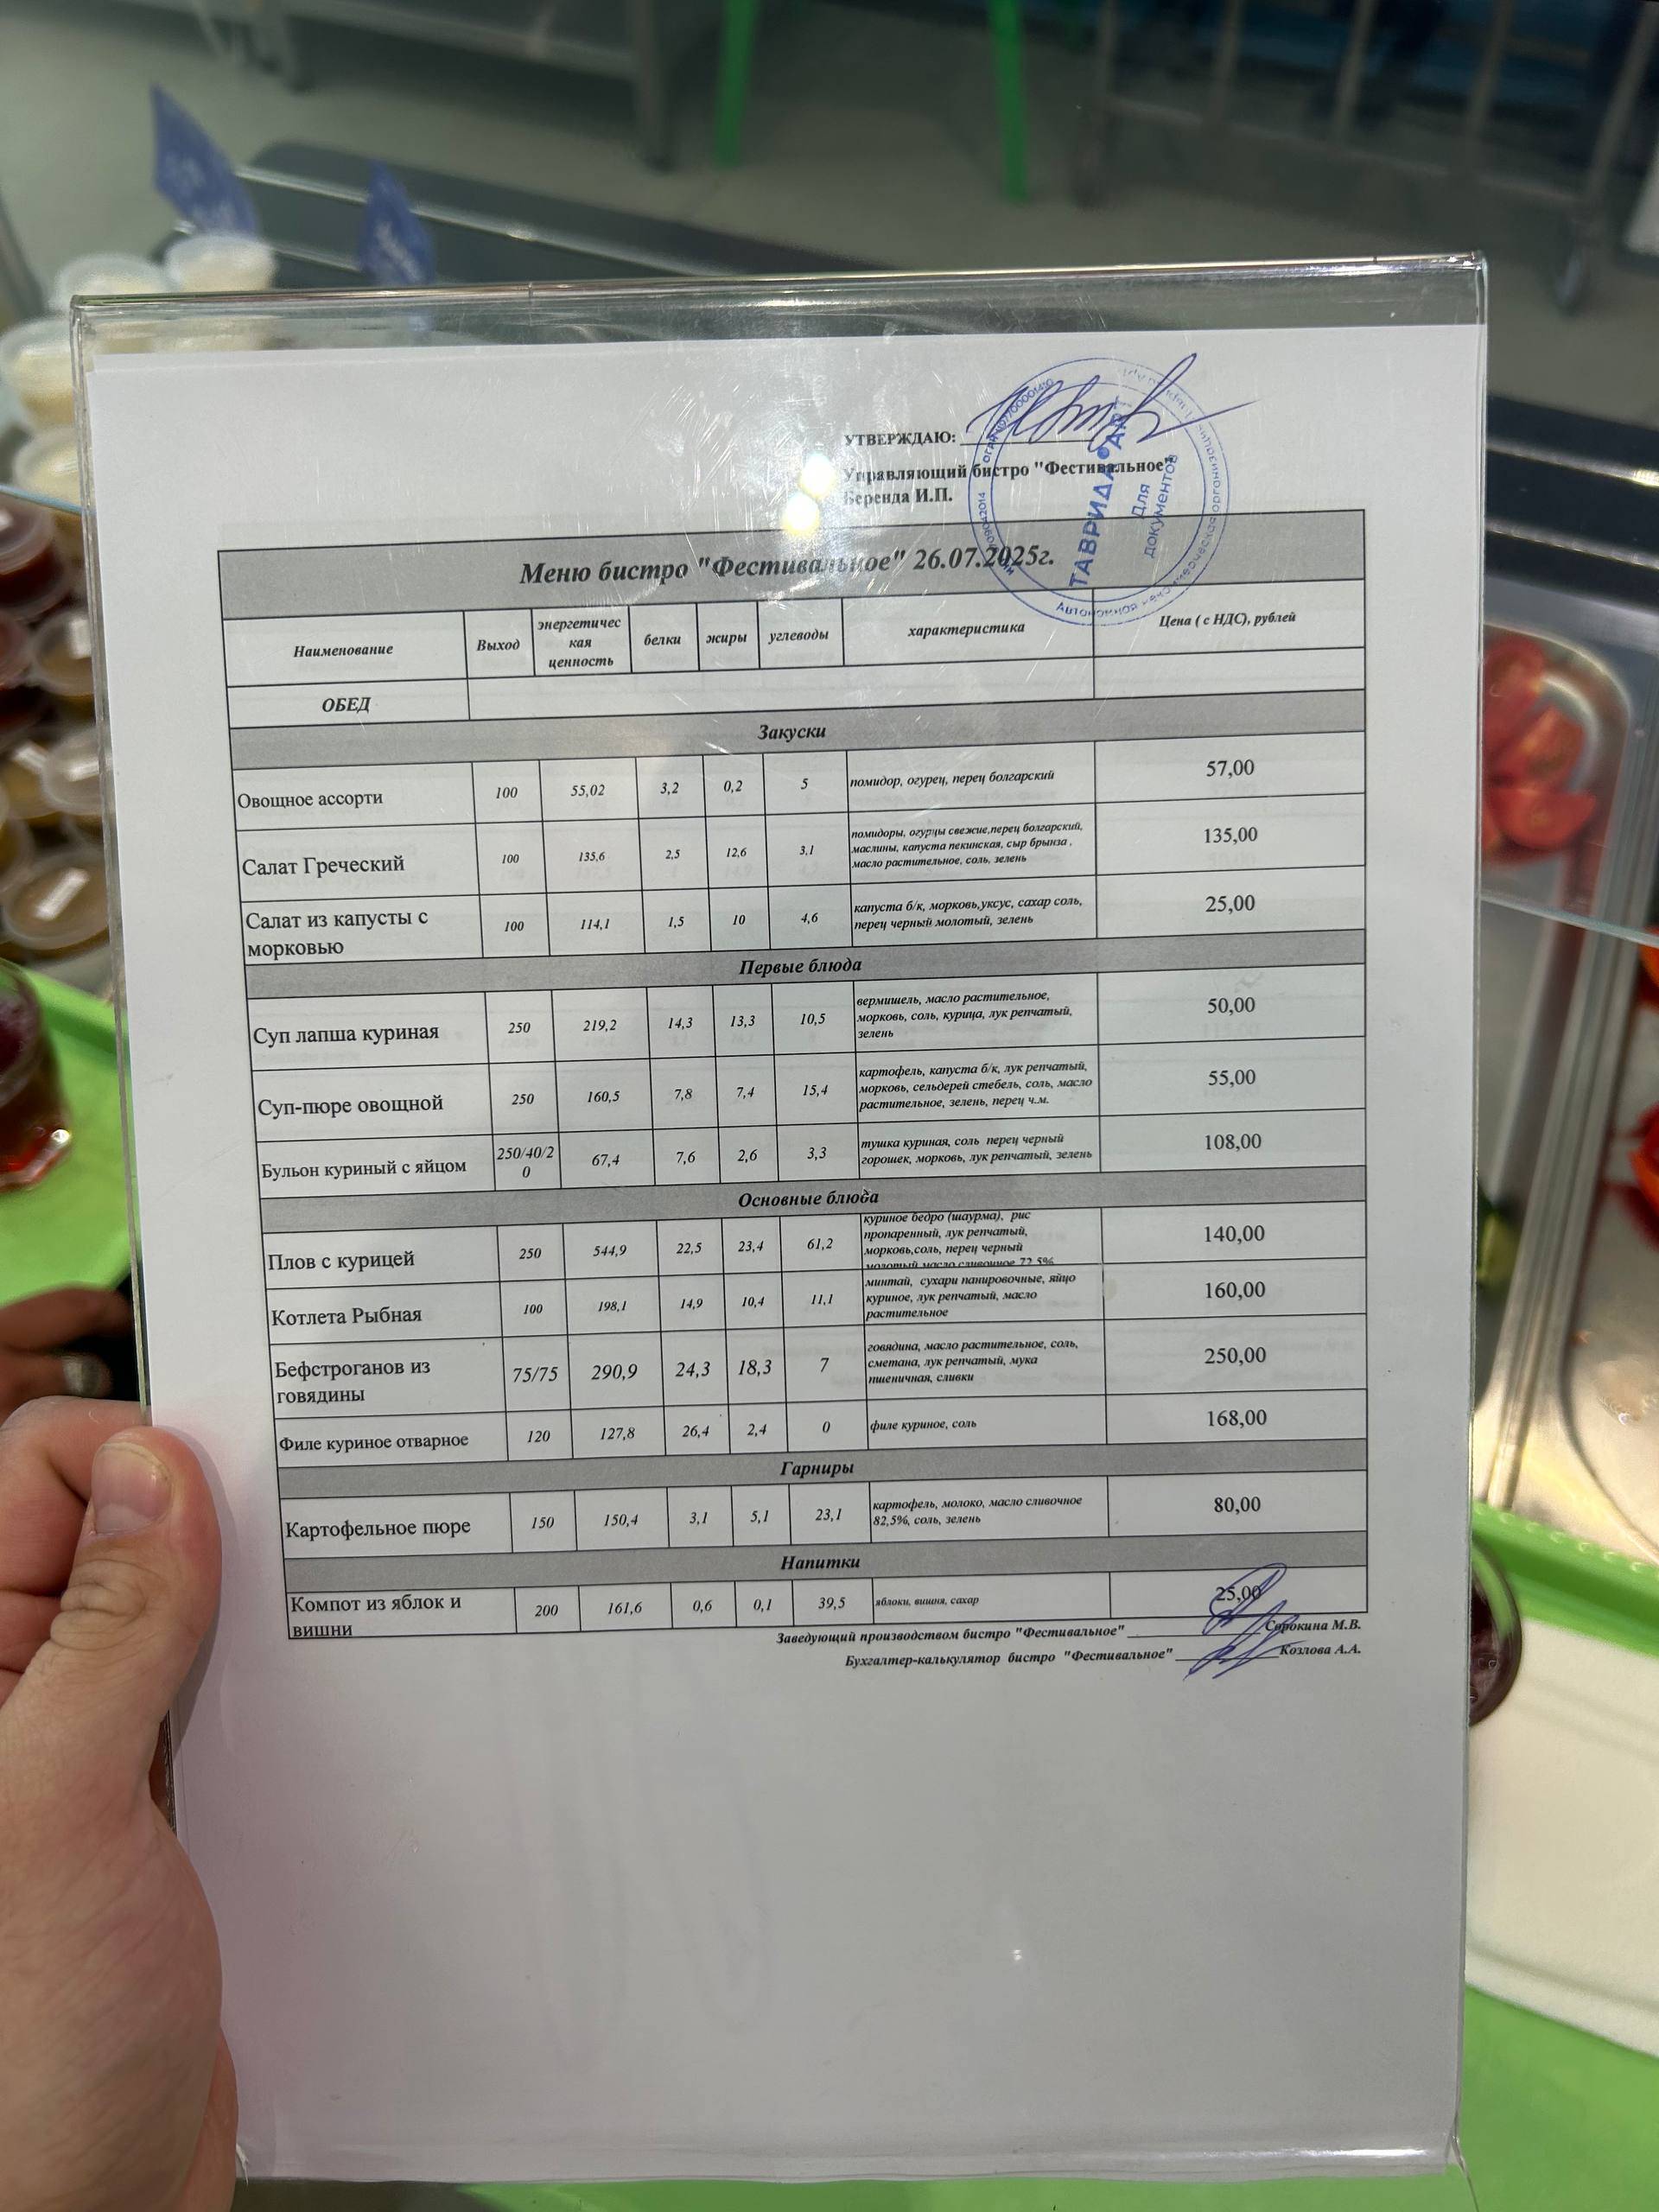 УТВЕРЖДАЮ:
Управляющий бистро "Фестивальное"
Беренда И.П.
ТАВРИДА•АРТ
Для
документов
Автономная некоммерческая организация
Меню бистро "Фестивальное" 26.07.2025г.
Наименование Выход энергетичес белки жиры углеводы характеристика Цена ( с НДС), рублей
кая
ценность
ОБЕД
Закуски
Овощное ассорти 100 55,02 3,2 0,2 5 помидор, огурец, перец болгарский 57,00
Салат Греческий 100 135,6 2,5 12,6 3,1 помидоры, огурцы свежие,перец болгарский, 135,00
маслины, капуста пекинская, сыр брынза ,
масло растительное, соль, зелень
Салат из капусты с 100 114,1 1,5 10 4,6 капуста б/к, морковь,уксус, сахар соль, 25,00
морковью перец черный молотый, зелень
Первые блюда
Суп лапша куриная 250 219,2 14,3 13,3 10,5 вермишель, масло растительное, 50,00
морковь, соль, курица, лук репчатый,
зелень
Суп-пюре овощной 250 160,5 7,8 7,4 15,4 картофель, капуста б/к, лук репчатый, 55,00
морковь, сельдерей стебель, соль, масло
растительное, зелень, перец ч.м.
Бульон куриный с яйцом 250/40/2 67,4 7,6 2,6 3,3 тушка куриная, соль перец черный 108,00
0 горошек, морковь, лук репчатый, зелень
Основные блюда
Плов с курицей 250 544,9 22,5 23,4 61,2 куриное бедро (шаурма), рис 140,00
пропаренный, лук репчатый,
морковь,соль, перец черный
молотый масло сливочное 72,5%
Котлета Рыбная 100 198,1 14,9 10,4 11,1 минтай, сухари панировочные, яйцо 160,00
куриное, лук репчатый, масло
растительное
Бефстроганов из 75/75 290,9 24,3 18,3 7 говядина, масло растительное, соль, 250,00
говядины сметана, лук репчатый, мука
пшеничная, сливки
Филе куриное отварное 120 127,8 26,4 2,4 0 филе куриное, соль 168,00
Гарниры
Картофельное пюре 150 150,4 3,1 5,1 23,1 картофель, молоко, масло сливочное 80,00
82,5%, соль, зелень
Напитки
Компот из яблок и 200 161,6 0,6 0,1 39,5 яблоки, вишня, сахар 25,00
вишни
Заведующий производством бистро "Фестивальное" Сорокина М.В.
Бухгалтер-калькулятор бистро "Фестивальное" Козлова А.А.